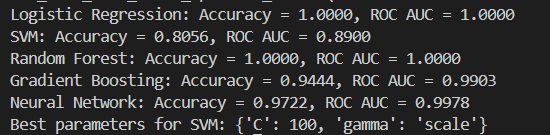 Logistic Regression: Accuracy = 1.0000, ROC AUC = 1.0000
SVM: Accuracy = 0.8056, ROC AUC = 0.8900
Random Forest: Accuracy = 1.0000, ROC AUC = 1.0000
Gradient Boosting: Accuracy = 0.9444, ROC AUC = 0.9903
Neural Network: Accuracy = 0.9722, ROC AUC = 0.9978
Best parameters for SVM: {'C': 100, 'gamma': 'scale'}